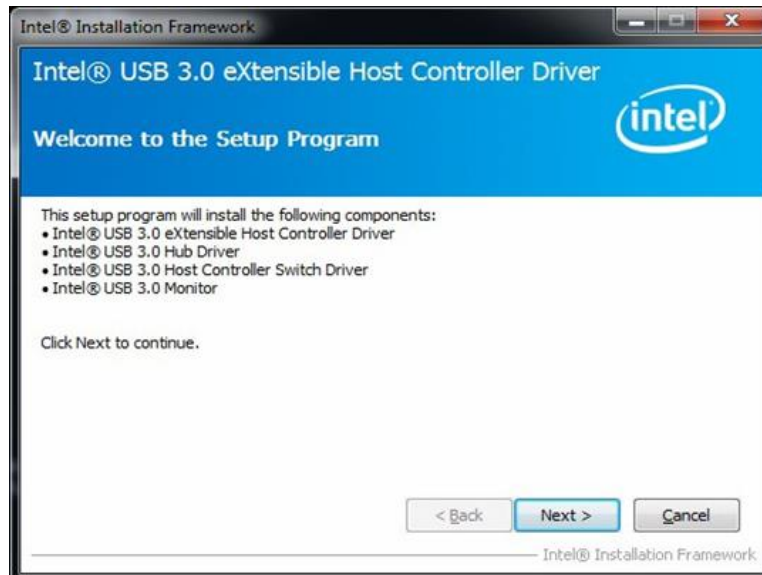 Intel® Installation Framework
Intel® USB 3.0 eXtensible Host Controller Driver
intel
Welcome to the Setup Program
This setup program will install the following components:
• Intel® USB 3.0 eXtensible Host Controller Driver
• Intel® USB 3.0 Hub Driver
• Intel® USB 3.0 Host Controller Switch Driver
• Intel® USB 3.0 Monitor
Click Next to continue.
< Back Next > Cancel
Intel® Installation Framework